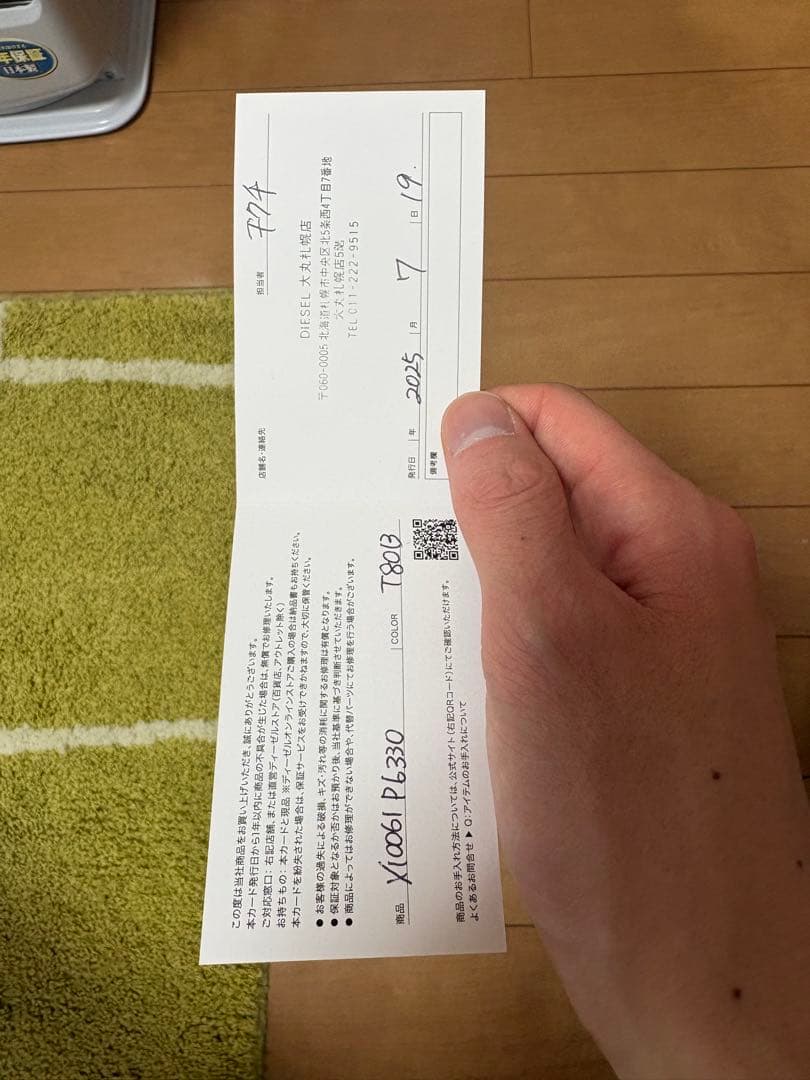 この度は当社商品をお買い上げいただき、誠にありがとうございます。
本カード発行日から1年以内に商品の不具合が生じた場合は、無償でお修理いたします。
ご対応窓口：右記店舗、または直営ディーゼルストア(百貨店、アウトレット除く)
お持ちもの：本カードと現品 ※ディーゼルオンラインストアご購入の場合は納品書もお持ちください。
本カードを紛失された場合は、保証サービスをお受けできかねますので、大切に保管ください。
● お客様の過失による破損、キズ・汚れ等の消耗に関するお修理は有償となります。
● 保証対象となるか否かはお預かり後、当社基準に基づき判断させていただきます。
● 商品によってはお修理ができない場合や、代替パーツにてお修理を行う場合がございます。
商品 X10061 P6330 COLOR T8013
商品のお手入れ方法については、公式サイト(右記QRコード)にてご確認いただけます。
よくあるお問合せ ▶ Q：アイテムのお手入れについて
担当者
店舗名・連絡先
DIESEL 大丸札幌店
〒060-0005 北海道札幌市中央区北5条西4丁目7番地
大丸札幌店5階
TEL 011-222-9515
発行日 年 2025, 月 7 日 19.
備考欄